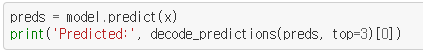 preds = model.predict(x)
print('Predicted:', decode_predictions(preds, top=3)[0])